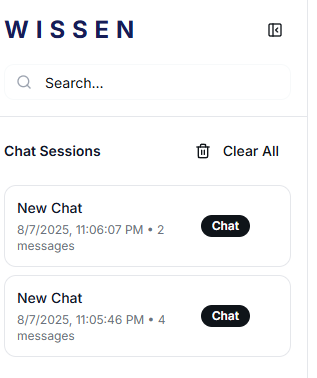 WISSEN
Search...
Chat Sessions
Clear All
New Chat
8/7/2025, 11:06:07 PM • 2
messages
Chat
New Chat
8/7/2025, 11:05:46 PM • 4
messages
Chat